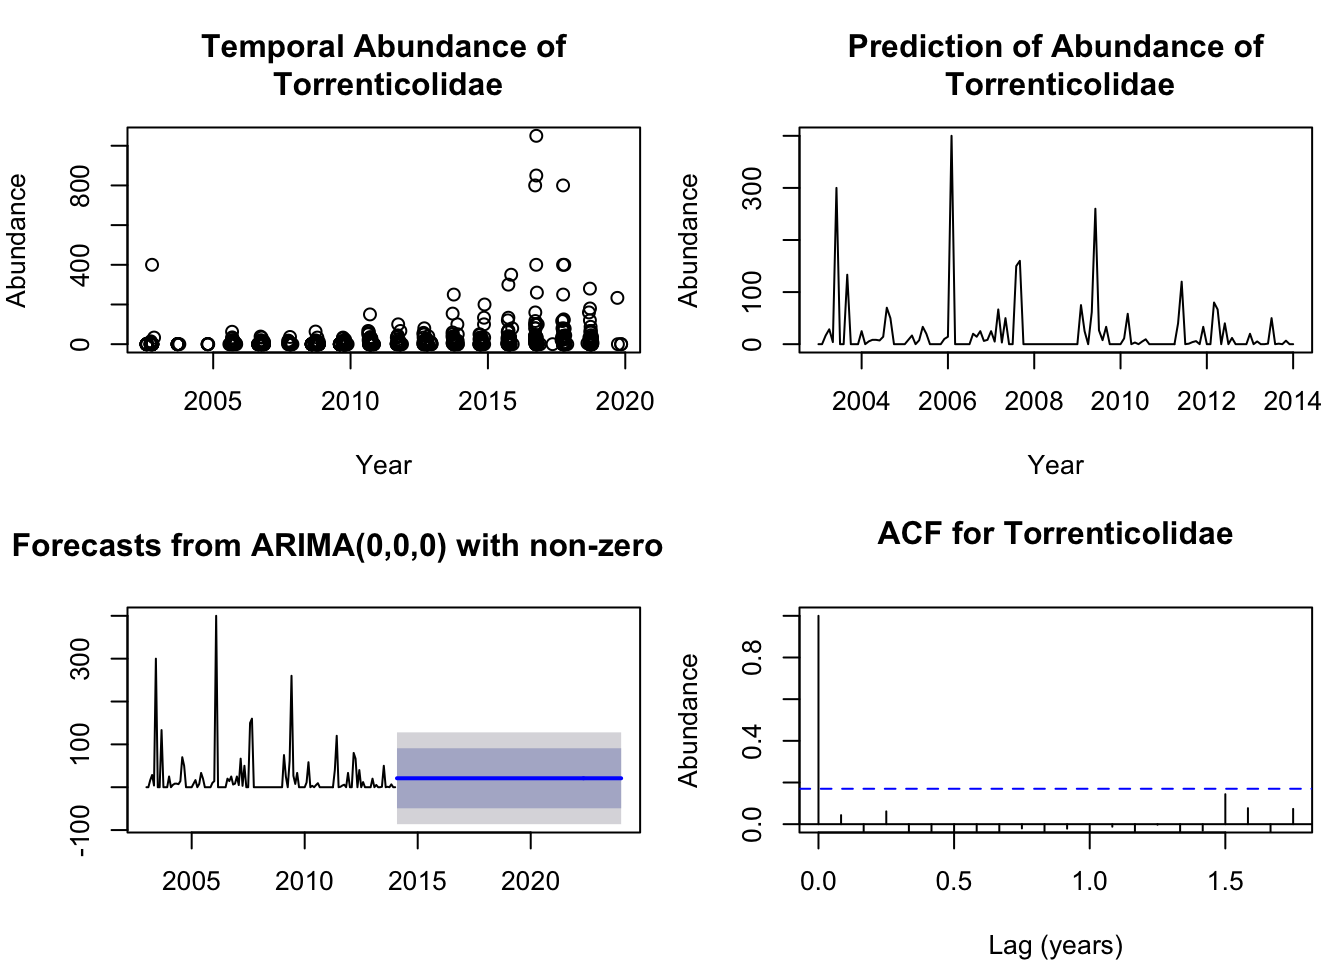 Temporal Abundance of
Torrenticolidae
Abundance
800
400
0
2005 2010 2015 2020
Year
Prediction of Abundance of
Torrenticolidae
Abundance
300
100
0
2004 2006 2008 2010 2012 2014
Year
Forecasts from ARIMA(0,0,0) with non-zero
300
100
-100
2005 2010 2015 2020
ACF for Torrenticolidae
Abundance
0.8
0.4
0.0
0.0 0.5 1.0 1.5
Lag (years)